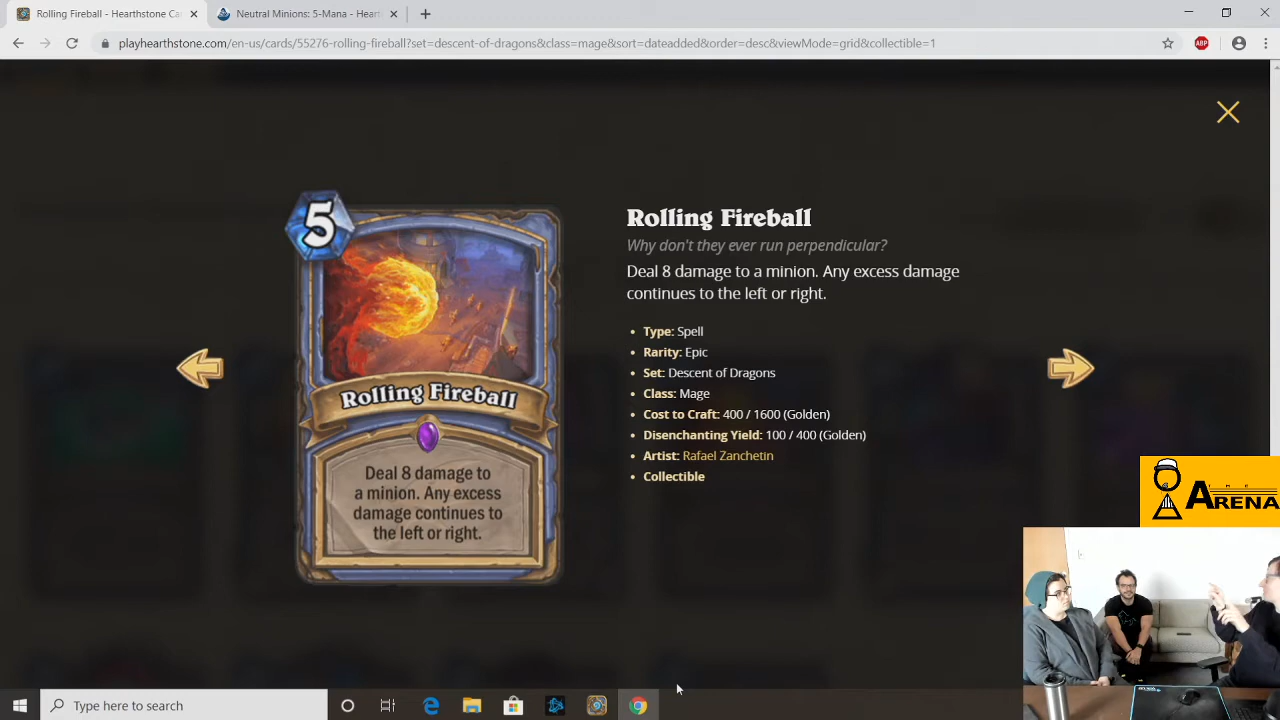 Rolling Fireball - Hearthstone Ca
Neutral Minions: 5-Mana - Heart
playhearthstone.com/en-us/cards/55276-rolling-fireball?set=descent-of-dragons&class=mage&sort=dateadded&order=desc&viewMode=grid&collectible=1
ABP
5
Rolling Fireball
Deal 8 damage to
a minion. Any excess
damage continues to
the left or right.
Rolling Fireball
Why don't they ever run perpendicular?
Deal 8 damage to a minion. Any excess damage
continues to the left or right.
• Type: Spell
• Rarity: Epic
• Set: Descent of Dragons
• Class: Mage
• Cost to Craft: 400 / 1600 (Golden)
• Disenchanting Yield: 100 / 400 (Golden)
• Artist: Rafael Zanchetin
• Collectible
THE
ARENA
Type here to search